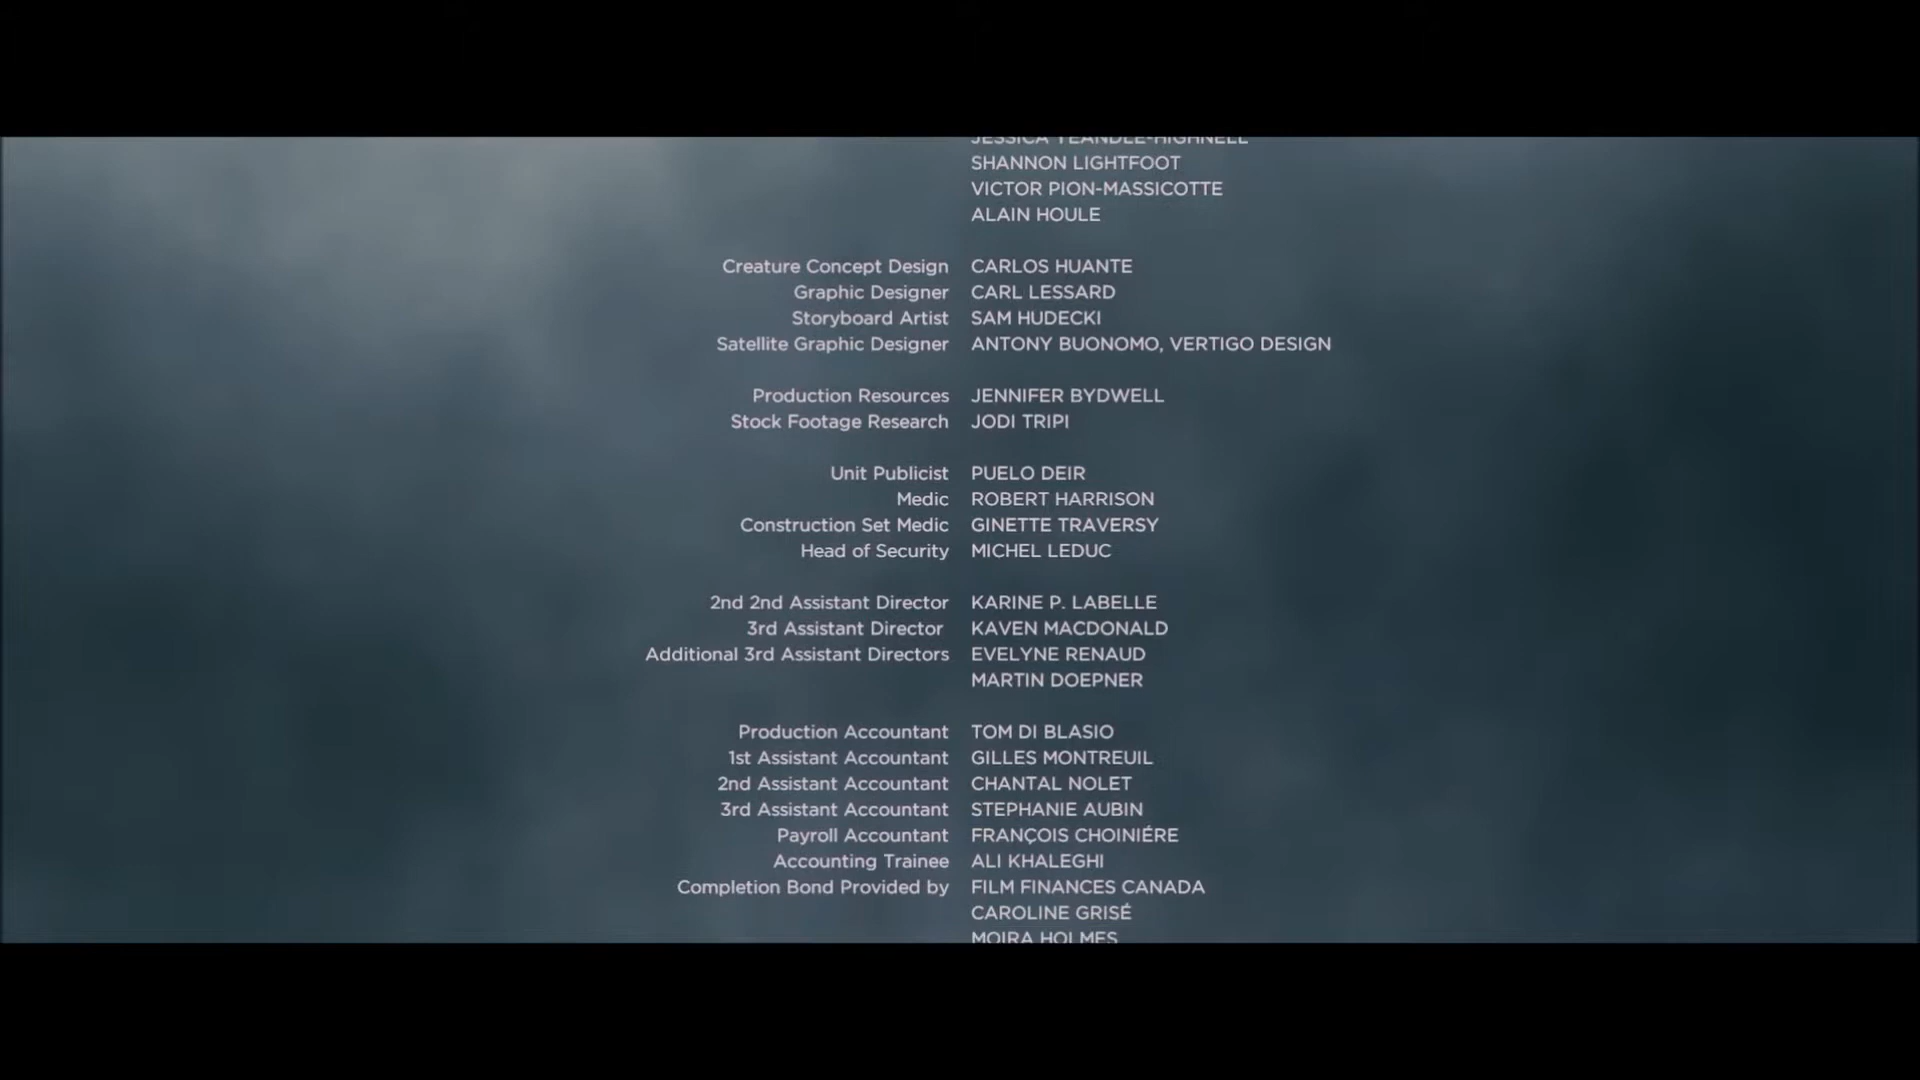 JESSICA YEANDLE-HIGHNELL
SHANNON LIGHTFOOT
VICTOR PION-MASSICOTTE
ALAIN HOULE
Creature Concept Design CARLOS HUANTE
Graphic Designer CARL LESSARD
Storyboard Artist SAM HUDECKI
Satellite Graphic Designer ANTONY BUONOMO, VERTIGO DESIGN
Production Resources JENNIFER BYDWELL
Stock Footage Research JODI TRIPI
Unit Publicist PUELO DEIR
Medic ROBERT HARRISON
Construction Set Medic GINETTE TRAVERSY
Head of Security MICHEL LEDUC
2nd 2nd Assistant Director KARINE P. LABELLE
3rd Assistant Director KAVEN MACDONALD
Additional 3rd Assistant Directors EVELYNE RENAUD
MARTIN DOEPNER
Production Accountant TOM DI BLASIO
1st Assistant Accountant GILLES MONTREUIL
2nd Assistant Accountant CHANTAL NOLET
3rd Assistant Accountant STEPHANIE AUBIN
Payroll Accountant FRANÇOIS CHOINIÉRE
Accounting Trainee ALI KHALEGHI
Completion Bond Provided by FILM FINANCES CANADA
CAROLINE GRISÉ
MOIRA HOLMES